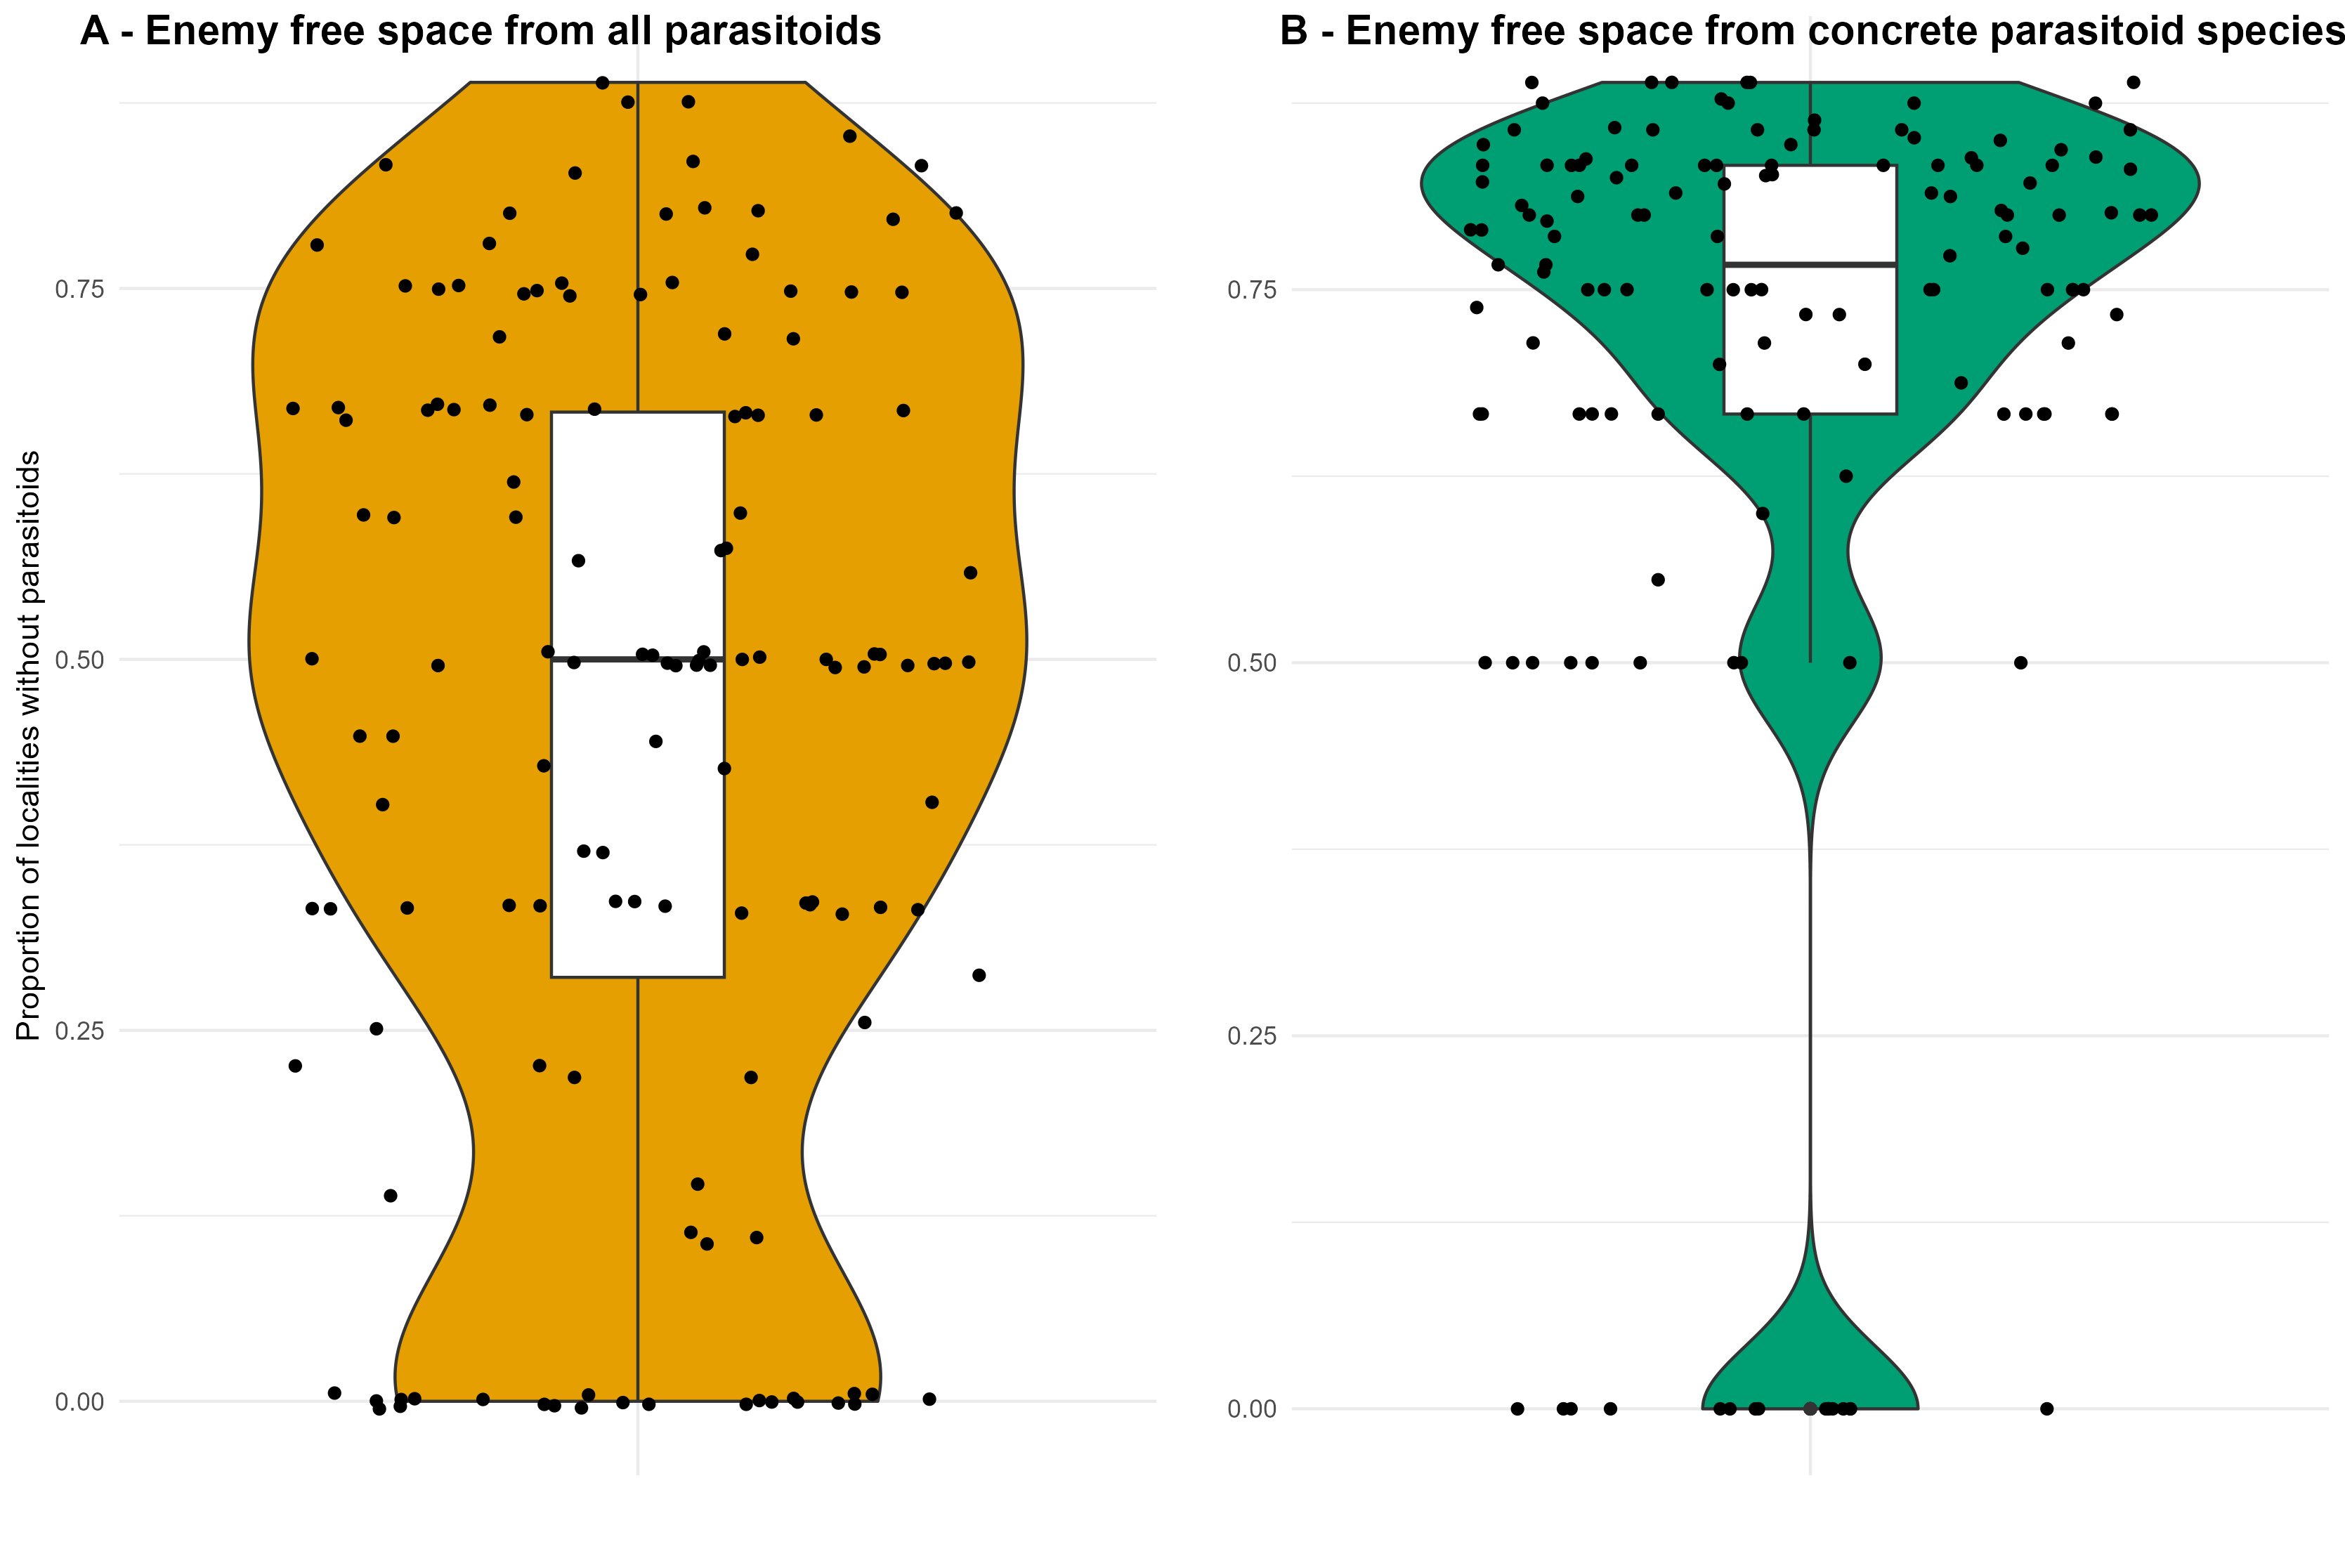 A - Enemy free space from all parasitoids
Proportion of localities without parasitoids
0.75
0.50
0.25
0.00
B - Enemy free space from concrete parasitoid species
0.75
0.50
0.25
0.00